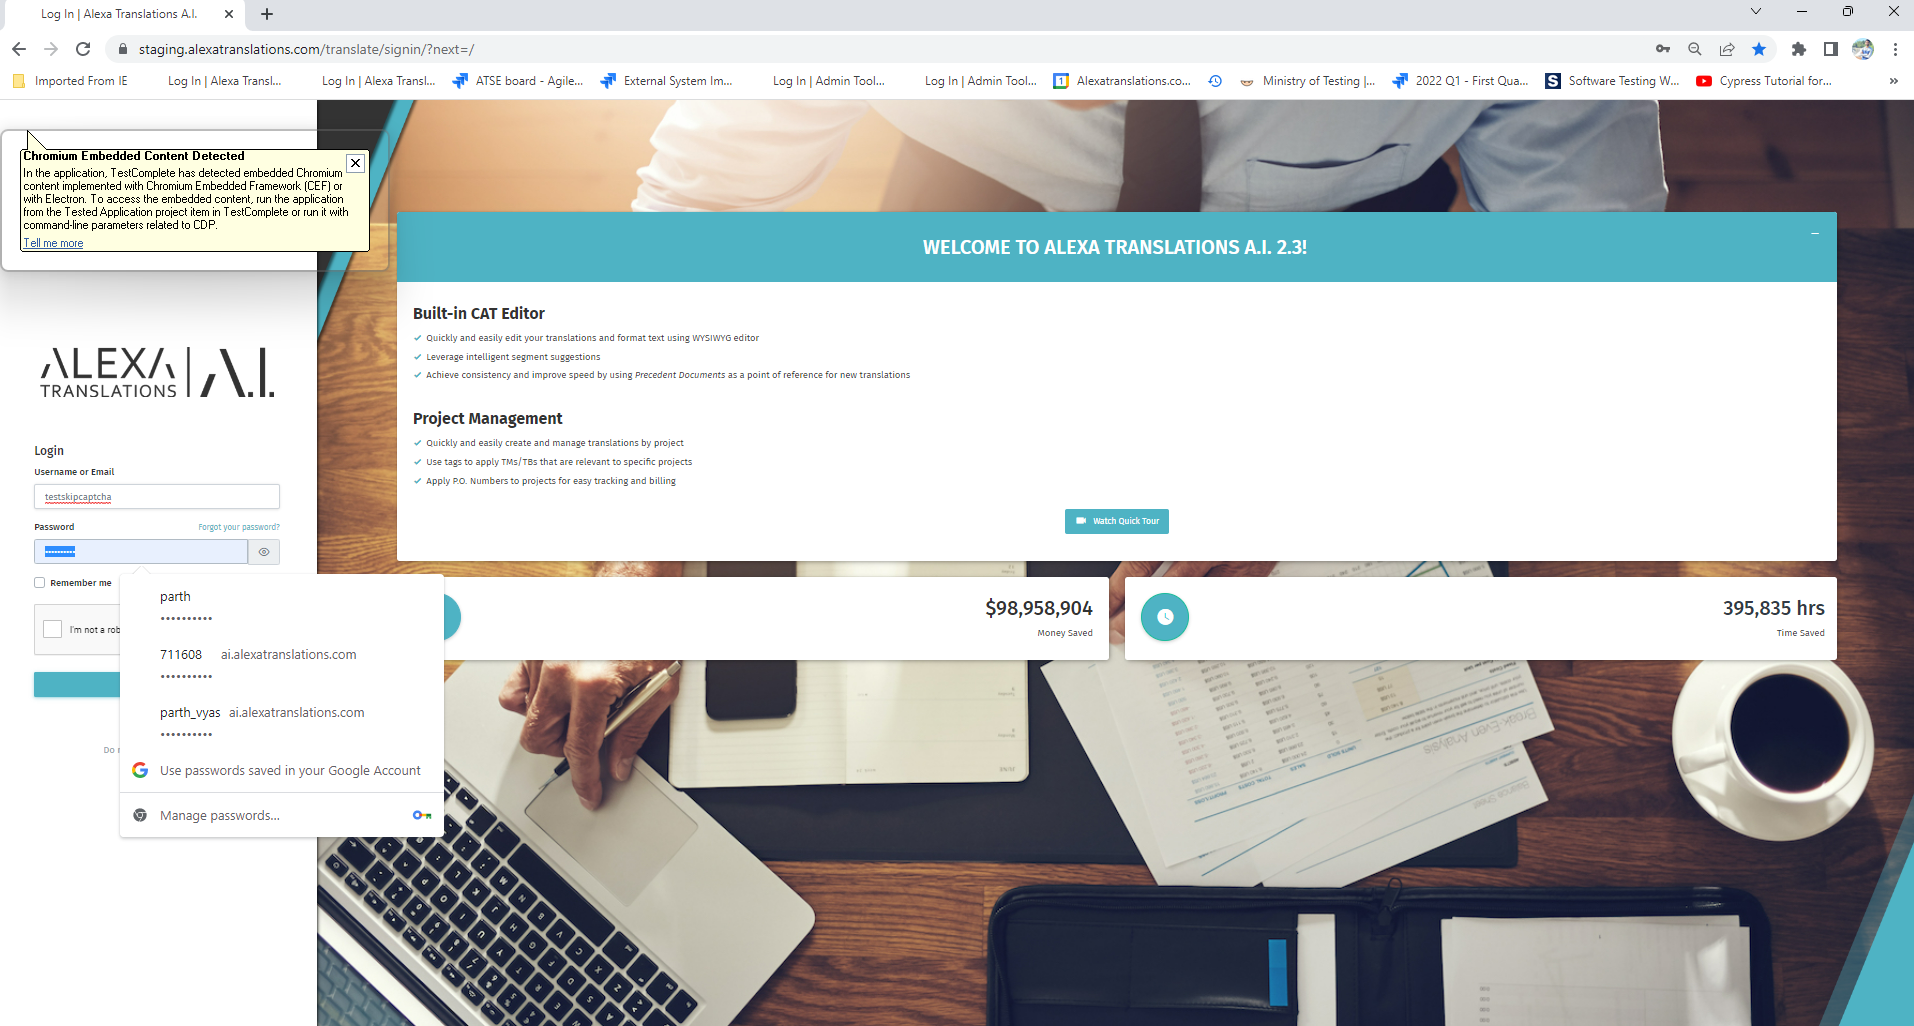 Log In | Alexa Translations A.I.
staging.alexatranslations.com/translate/signin/?next=/
Imported From IE
Log In | Alexa Transl...
Log In | Alexa Transl...
ATSE board - Agile...
External System Im...
Log In | Admin Tool...
Log In | Admin Tool...
1
Alexatranslations.co...
Ministry of Testing |...
2022 Q1 - First Qua...
S
Software Testing W...
Cypress Tutorial for...
»
Chromium Embedded Content Detected
In the application, TestComplete has detected embedded Chromium
content implemented with Chromium Embedded Framework (CEF) or
with Electron. To access the embedded content, run the application
from the Tested Application project item in TestComplete or run it with
command-line parameters related to CDP.
Tell me more
ALEXA
TRANSLATIONS
A.I.
Login
Username or Email
testskipcaptcha
Password
Forgot your password?
••••••••••
Remember me
I'm not a rob
Do
parth
••••••••••
711608 ai.alexatranslations.com
••••••••••
parth_vyas ai.alexatranslations.com
••••••••••
Use passwords saved in your Google Account
Manage passwords...
WELCOME TO ALEXA TRANSLATIONS A.I. 2.3!
Built-in CAT Editor
Quickly and easily edit your translations and format text using WYSIWYG editor
Leverage intelligent segment suggestions
Achieve consistency and improve speed by using Precedent Documents as a point of reference for new translations
Project Management
Quickly and easily create and manage translations by project
Use tags to apply TMs/TBs that are relevant to specific projects
Apply P.O. Numbers to projects for easy tracking and billing
Watch Quick Tour
$98,958,904
Money Saved
395,835 hrs
Time Saved
Break-Even Analysis
Balance Sheet